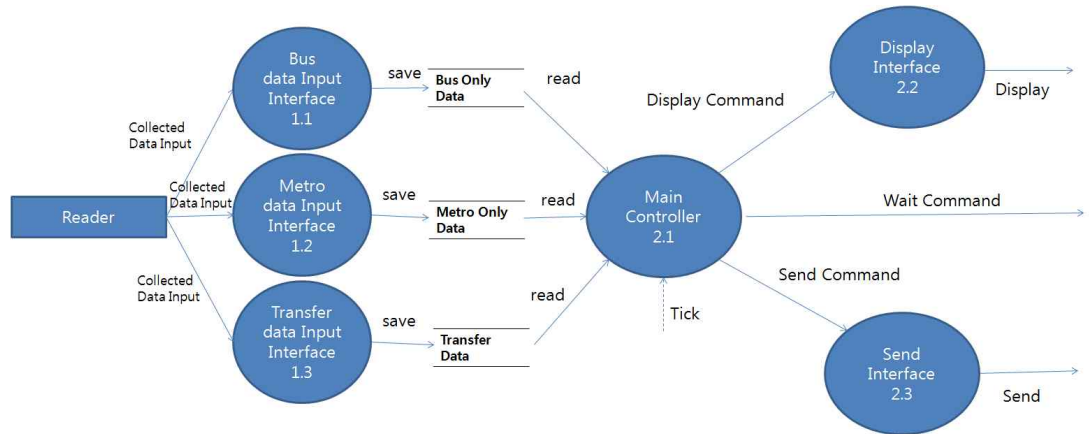 Reader
Collected
Data Input
Collected
Data Input
Collected
Data Input
Bus
data Input
Interface
1.1
Metro
data Input
Interface
1.2
Transfer
data Input
Interface
1.3
save
save
save
Bus Only
Data
Metro Only
Data
Transfer
Data
read
read
read
Main
Controller
2.1
Tick
Display Command
Wait Command
Send Command
Display
Interface
2.2
Display
Send
Interface
2.3
Send